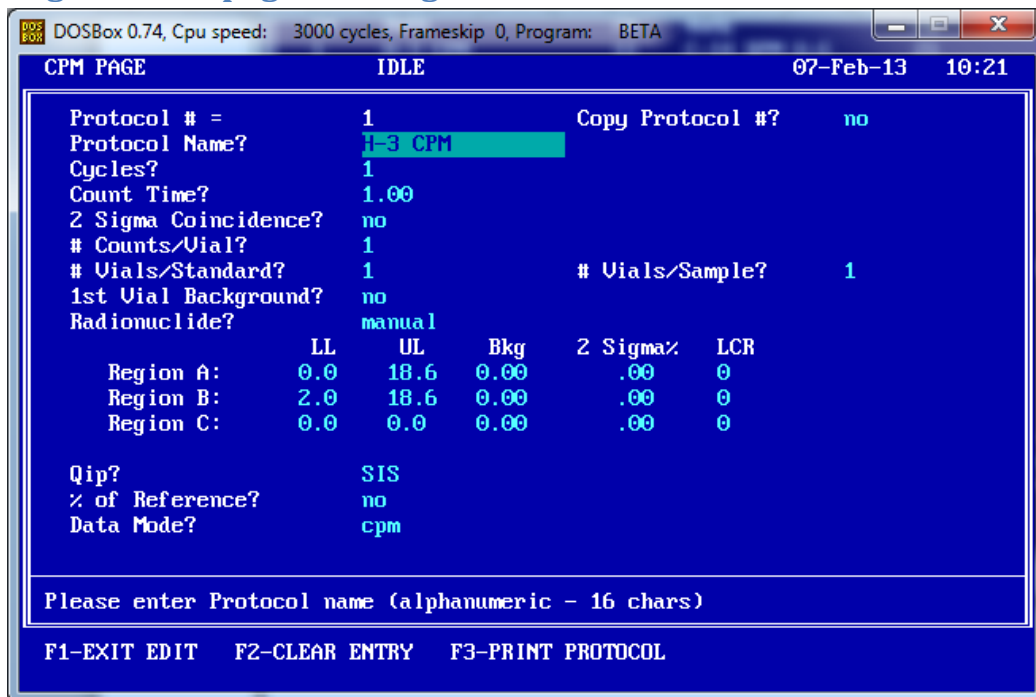 DOSBox 0.74, Cpu speed: 3000 cycles, Frameskip 0, Program: BETA
CPM PAGE IDLE 07-Feb-13 10:21
Protocol # = 1 Copy Protocol #? no
Protocol Name? H-3 CPM
Cycles? 1
Count Time? 1.00
2 Sigma Coincidence? no
# Counts/Vial? 1
# Vials/Standard? 1 # Vials/Sample? 1
1st Vial Background? no
Radionuclide? manual
LL UL Bkg 2 Sigma% LCR
Region A: 0.0 18.6 0.00 .00 0
Region B: 2.0 18.6 0.00 .00 0
Region C: 0.0 0.0 0.00 .00 0
Qip? SIS
% of Reference? no
Data Mode? cpm
Please enter Protocol name (alphanumeric - 16 chars)
F1-EXIT EDIT F2-CLEAR ENTRY F3-PRINT PROTOCOL